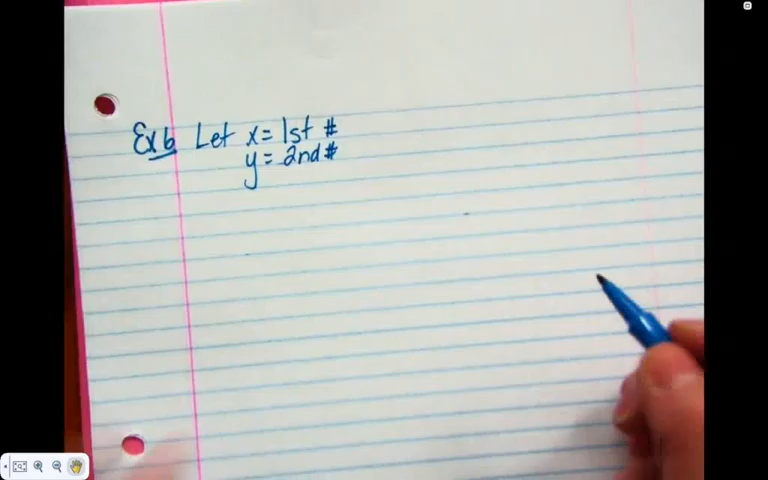 Ex 6 Let x = 1st #
y = 2nd #